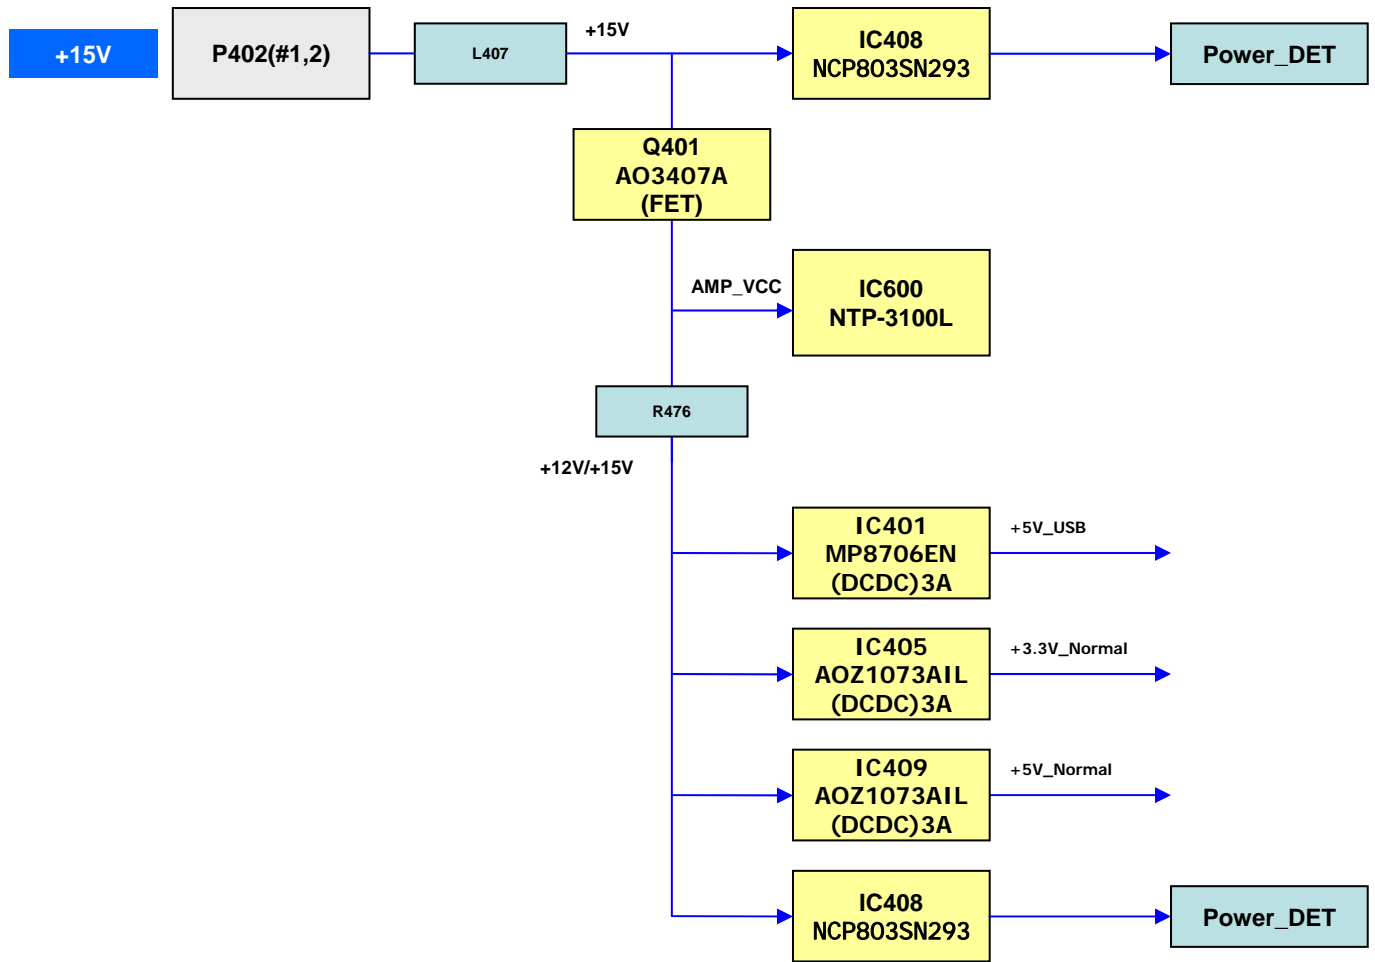 +15V
P402(#1,2)
L407
+15V
IC408
NCP803SN293
Power_DET
Q401
AO3407A
(FET)
AMP_VCC
IC600
NTP-3100L
R476
+12V/+15V
IC401
MP8706EN
(DCDC)3A
+5V_USB
IC405
AOZ1073AIL
(DCDC)3A
+3.3V_Normal
IC409
AOZ1073AIL
(DCDC)3A
+5V_Normal
IC408
NCP803SN293
Power_DET